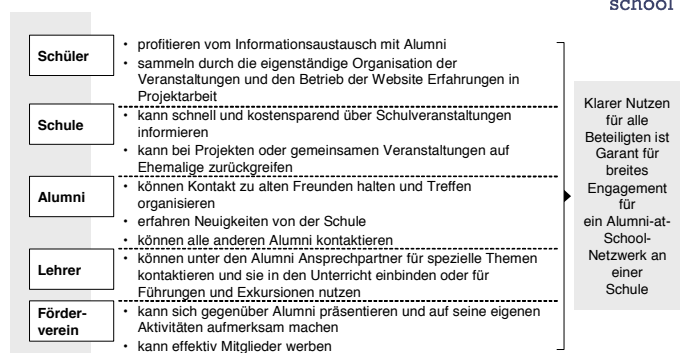 school
Schüler
• profitieren vom Informationsaustausch mit Alumni
• sammeln durch die eigenständige Organisation der
Veranstaltungen und den Betrieb der Website Erfahrungen in
Projektarbeit
Schule
• kann schnell und kostensparend über Schulveranstaltungen
informieren
• kann bei Projekten oder gemeinsamen Veranstaltungen auf
Ehemalige zurückgreifen
Alumni
• können Kontakt zu alten Freunden halten und Treffen
organisieren
• erfahren Neuigkeiten von der Schule
• können alle anderen Alumni kontaktieren
Lehrer
• können unter den Alumni Ansprechpartner für spezielle Themen
kontaktieren und sie in den Unterricht einbinden oder für
Führungen und Exkursionen nutzen
Förder-
verein
• kann sich gegenüber Alumni präsentieren und auf seine eigenen
Aktivitäten aufmerksam machen
• kann effektiv Mitglieder werben
Klarer Nutzen
für alle
Beteiligten ist
Garant für
breites
Engagement
für
ein Alumni-at-
School-
Netzwerk an
einer
Schule